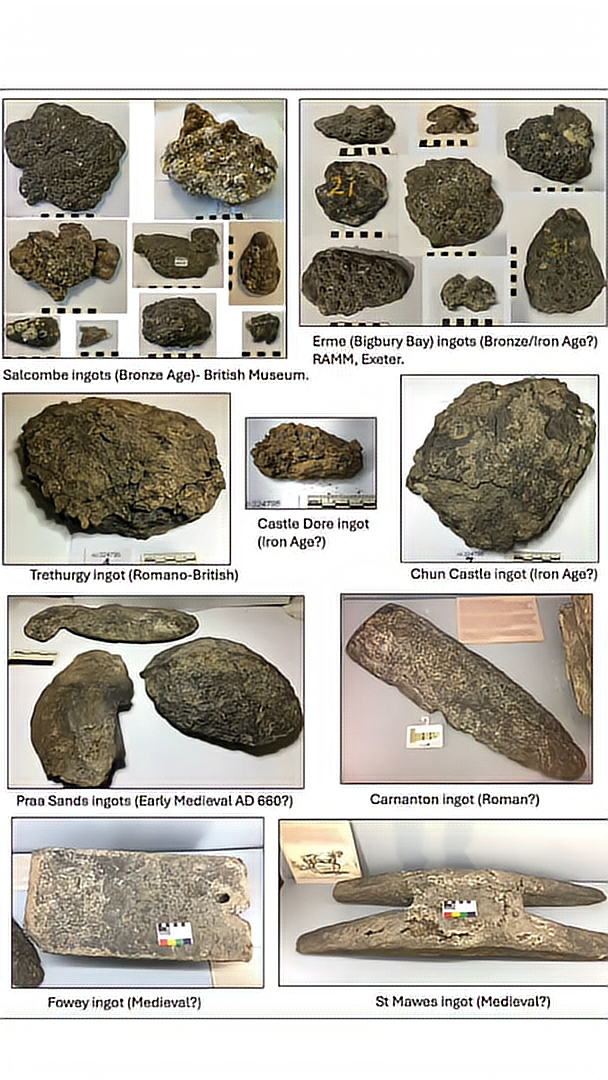 Salcombe ingots (Bronze Age)- British Museum.
21
31
Erme (Bigbury Bay) ingots (Bronze/Iron Age?)
RAMM, Exeter.
Trethurgy ingot (Romano-British)
Castle Dore ingot
(Iron Age?)
Chun Castle ingot (Iron Age?)
Praa Sands ingots (Early Medieval AD 660?)
Carnanton ingot (Roman?)
Fowey ingot (Medieval?)
St Mawes ingot (Medieval?)